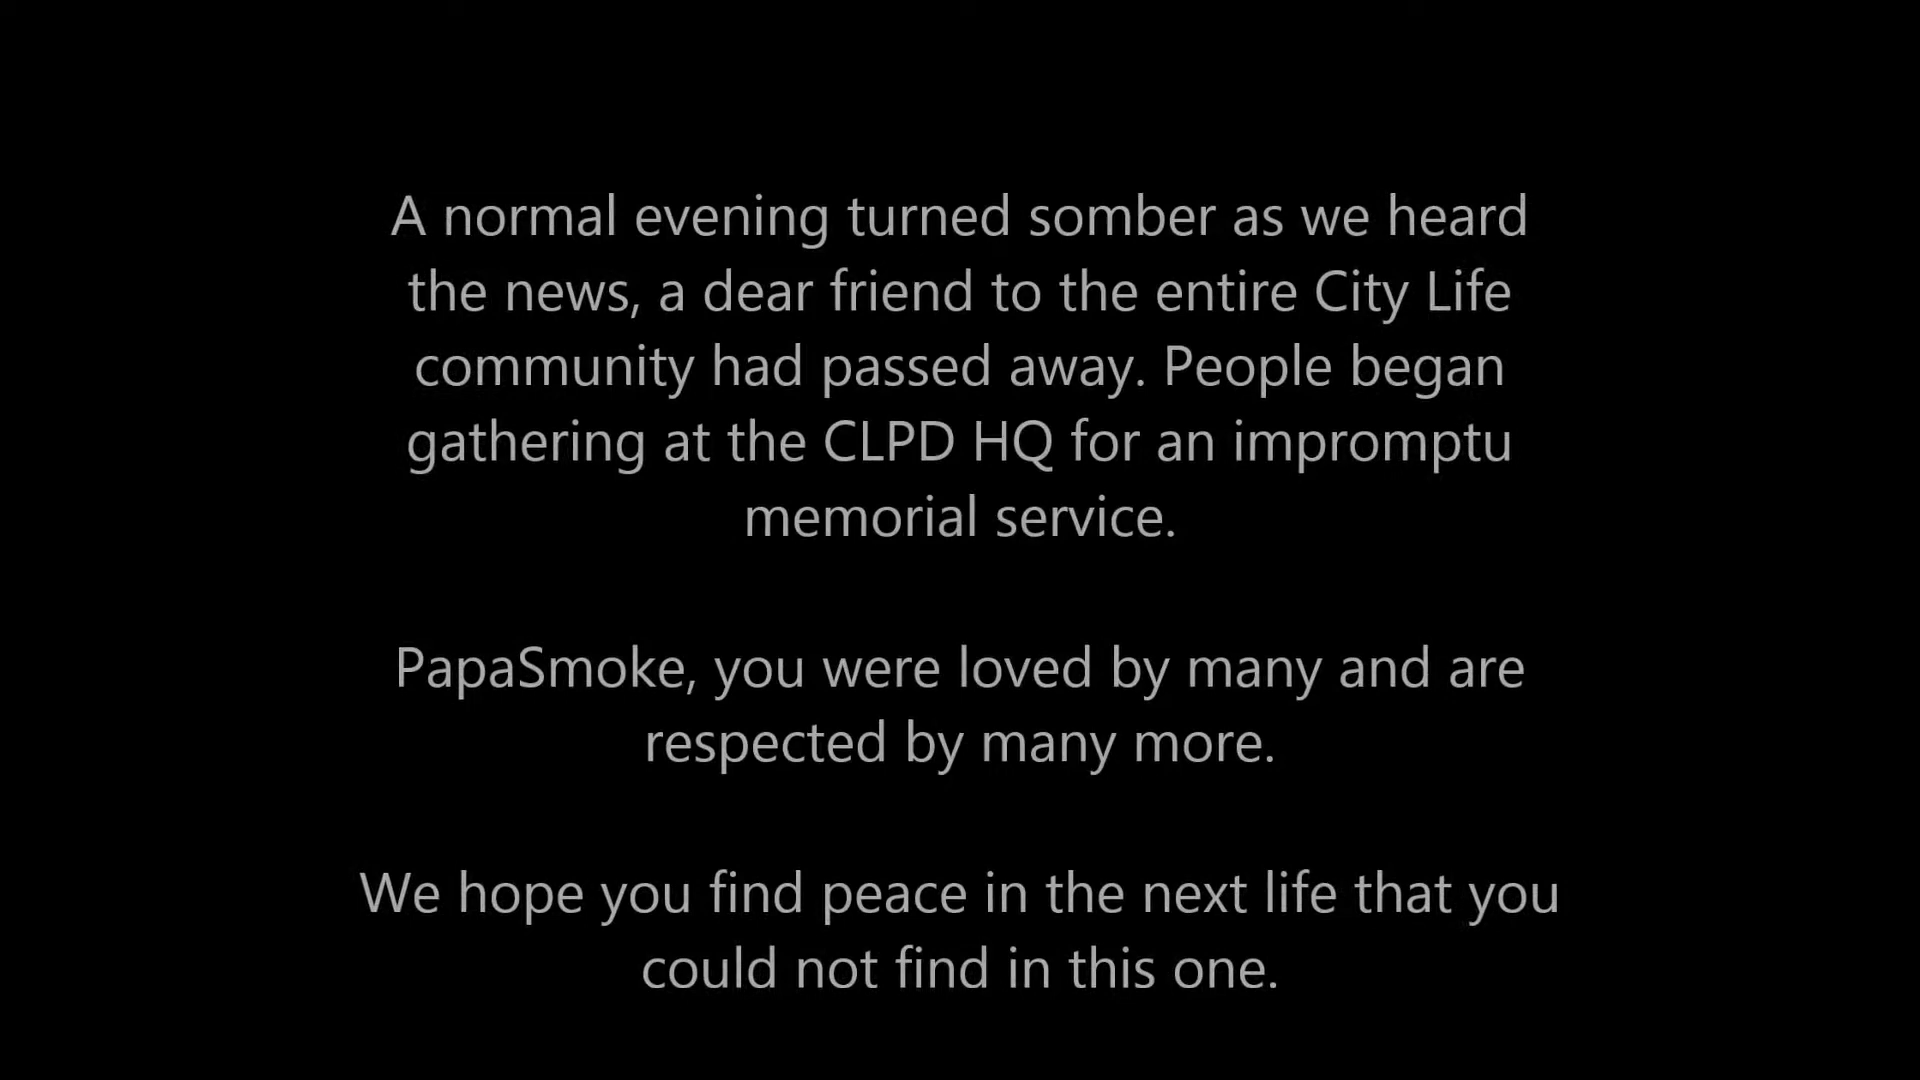 A normal evening turned somber as we heard
the news, a dear friend to the entire City Life
community had passed away. People began
gathering at the CLPD HQ for an impromptu
memorial service.
PapaSmoke, you were loved by many and are
respected by many more.
We hope you find peace in the next life that you
could not find in this one.